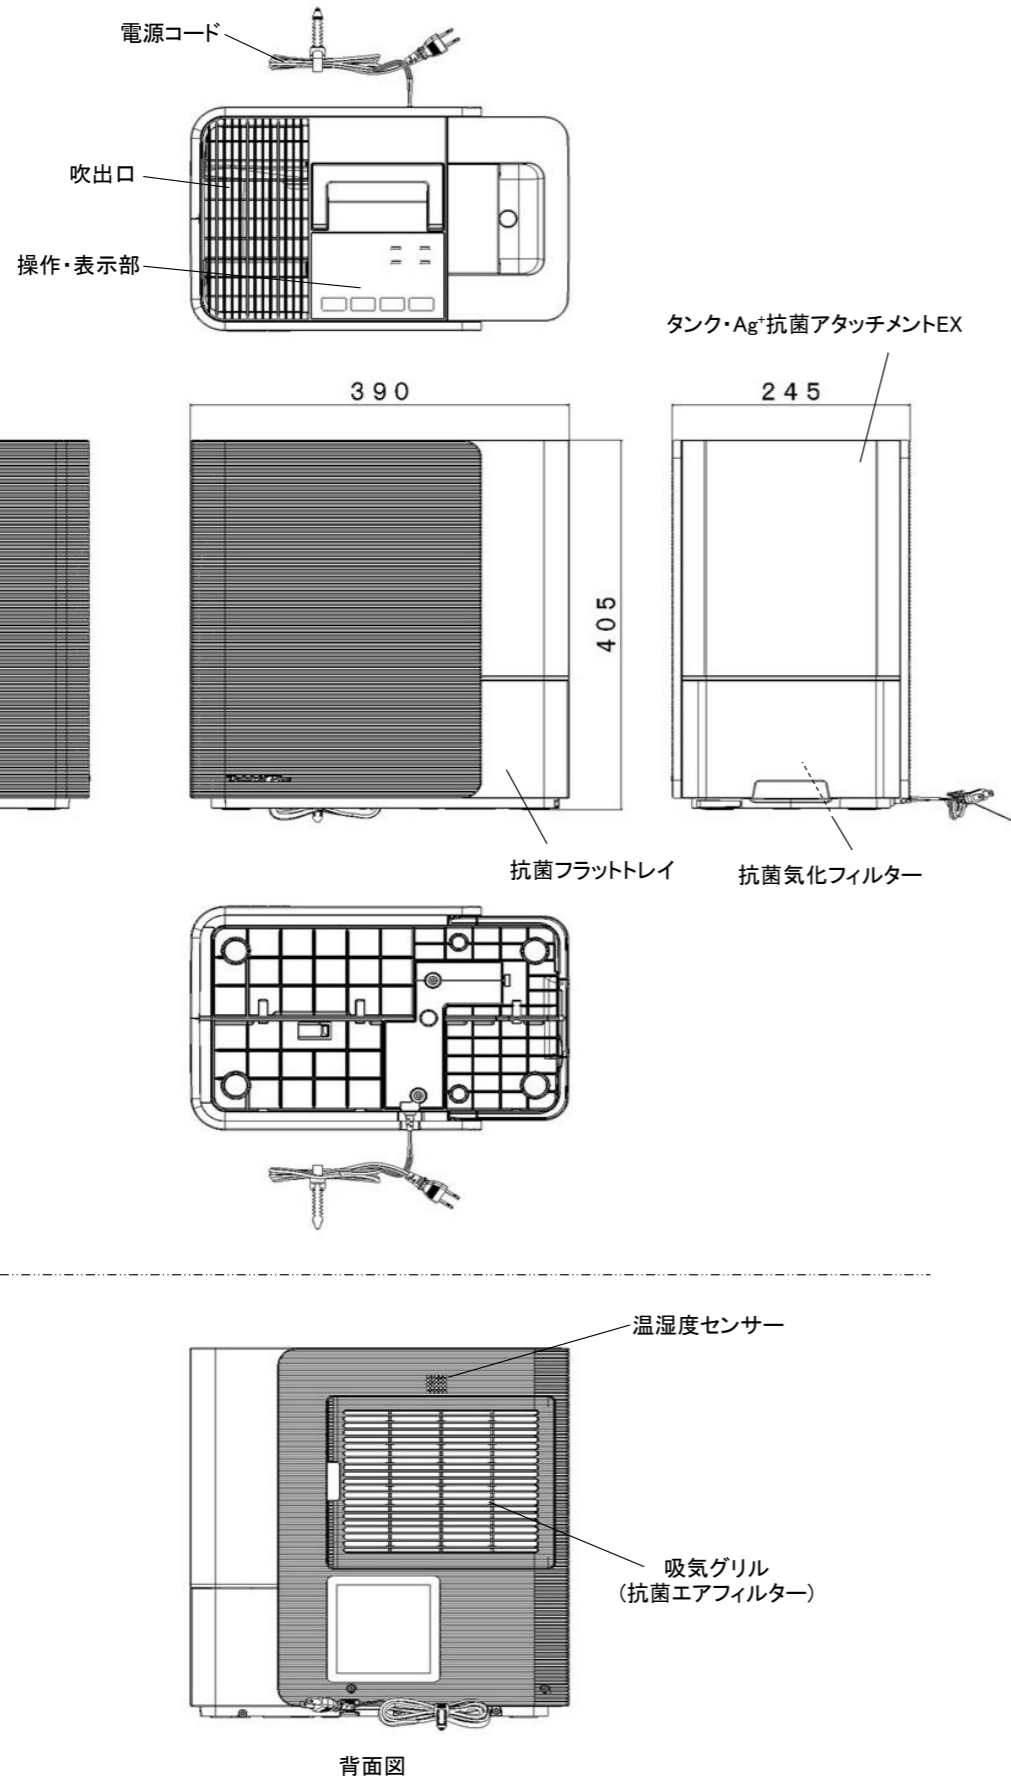 電源コード
吹出口
操作・表示部
タンク・Ag⁺抗菌アタッチメントEX
390
245
405
抗菌フラットトレイ
抗菌気化フィルター
温湿度センサー
吸気グリル
(抗菌エアフィルター)
背面図